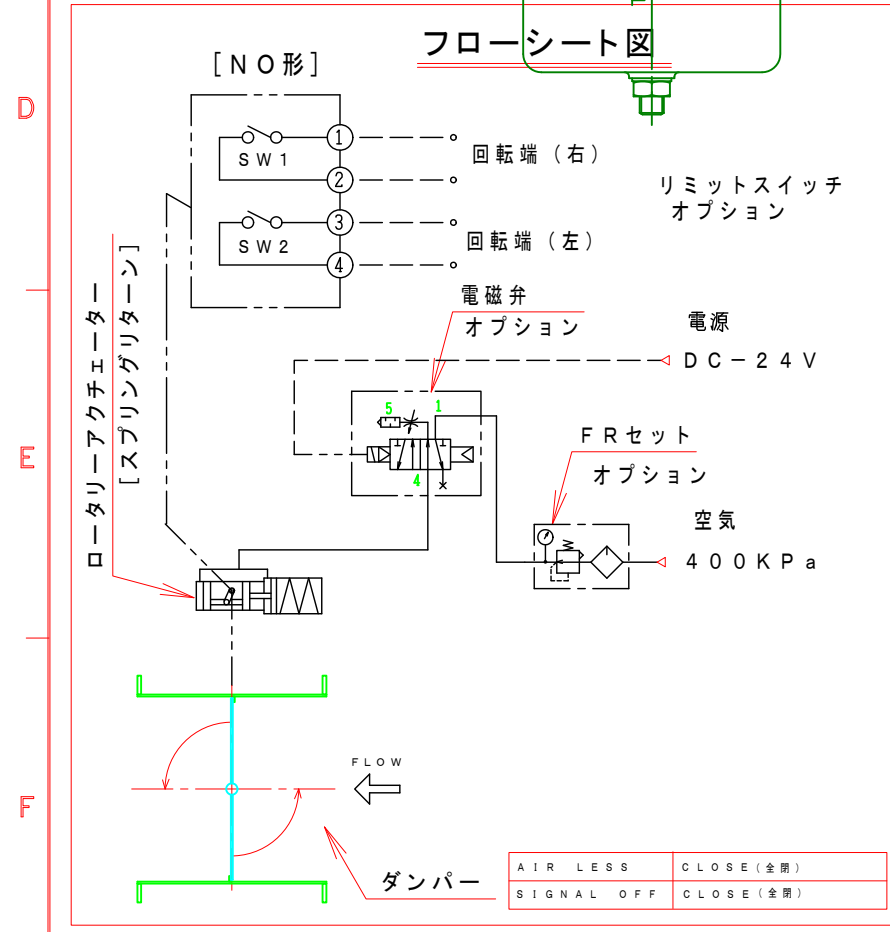 フローシート図
[NO形]
D
1
SW1
回転端（右）
2
リミットスイッチ
オプション
3
SW2
回転端（左）
4
ロータリーアクチェーター
[スプリングリターン]
電磁弁
オプション
電源
DC－24V
5
1
4
E
FRセット
オプション
空気
400KPa
FLOW
F
ダンパー
AIR LESS CLOSE(全閉)
SIGNAL OFF CLOSE(全閉)